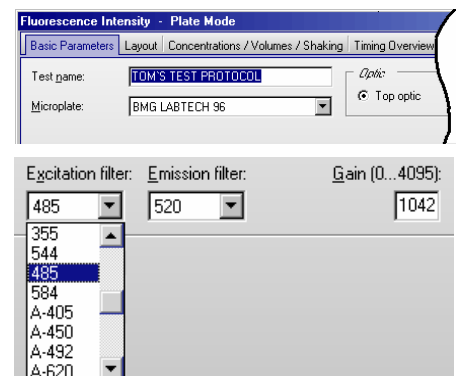 Fluorescence Intensity - Plate Mode
Basic Parameters Layout Concentrations / Volumes / Shaking Timing Overview
Test name: TOM'S TEST PROTOCOL Optic
Microplate: BMG LABTECH 96 Top optic
Excitation filter: Emission filter: Gain (0...4095):
485 520 1042
355
544
485
584
A-405
A-450
A-492
A-620